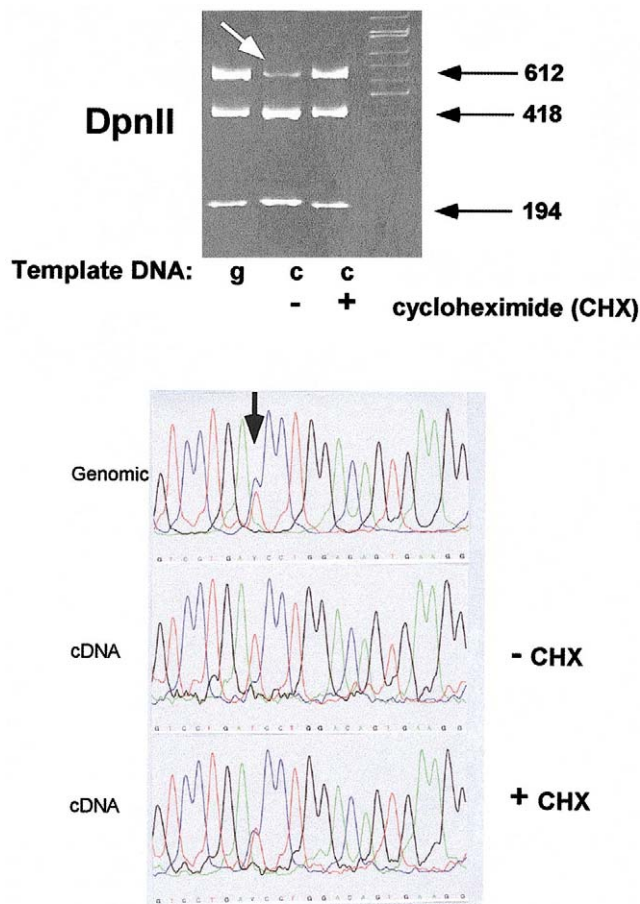 DpnII
612
418
194
Template DNA: g c c
- + cycloheximide (CHX)
Genomic
cDNA
- CHX
cDNA
+ CHX